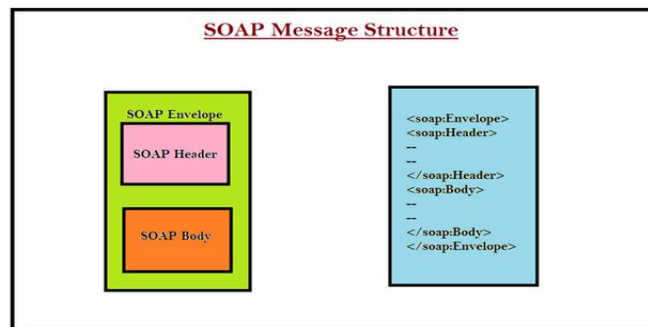 SOAP Message Structure
SOAP Envelope
SOAP Header
SOAP Body
<soap:Envelope>
<soap:Header>
--
--
</soap:Header>
<soap:Body>
--
--
</soap:Body>
</soap:Envelope>